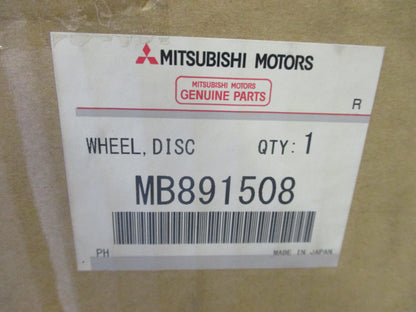 MITSUBISHI MOTORS
MITSUBISHI MOTORS
GENUINE PARTS
R
WHEEL, DISC QTY: 1
MB891508
PH MADE IN JAPAN